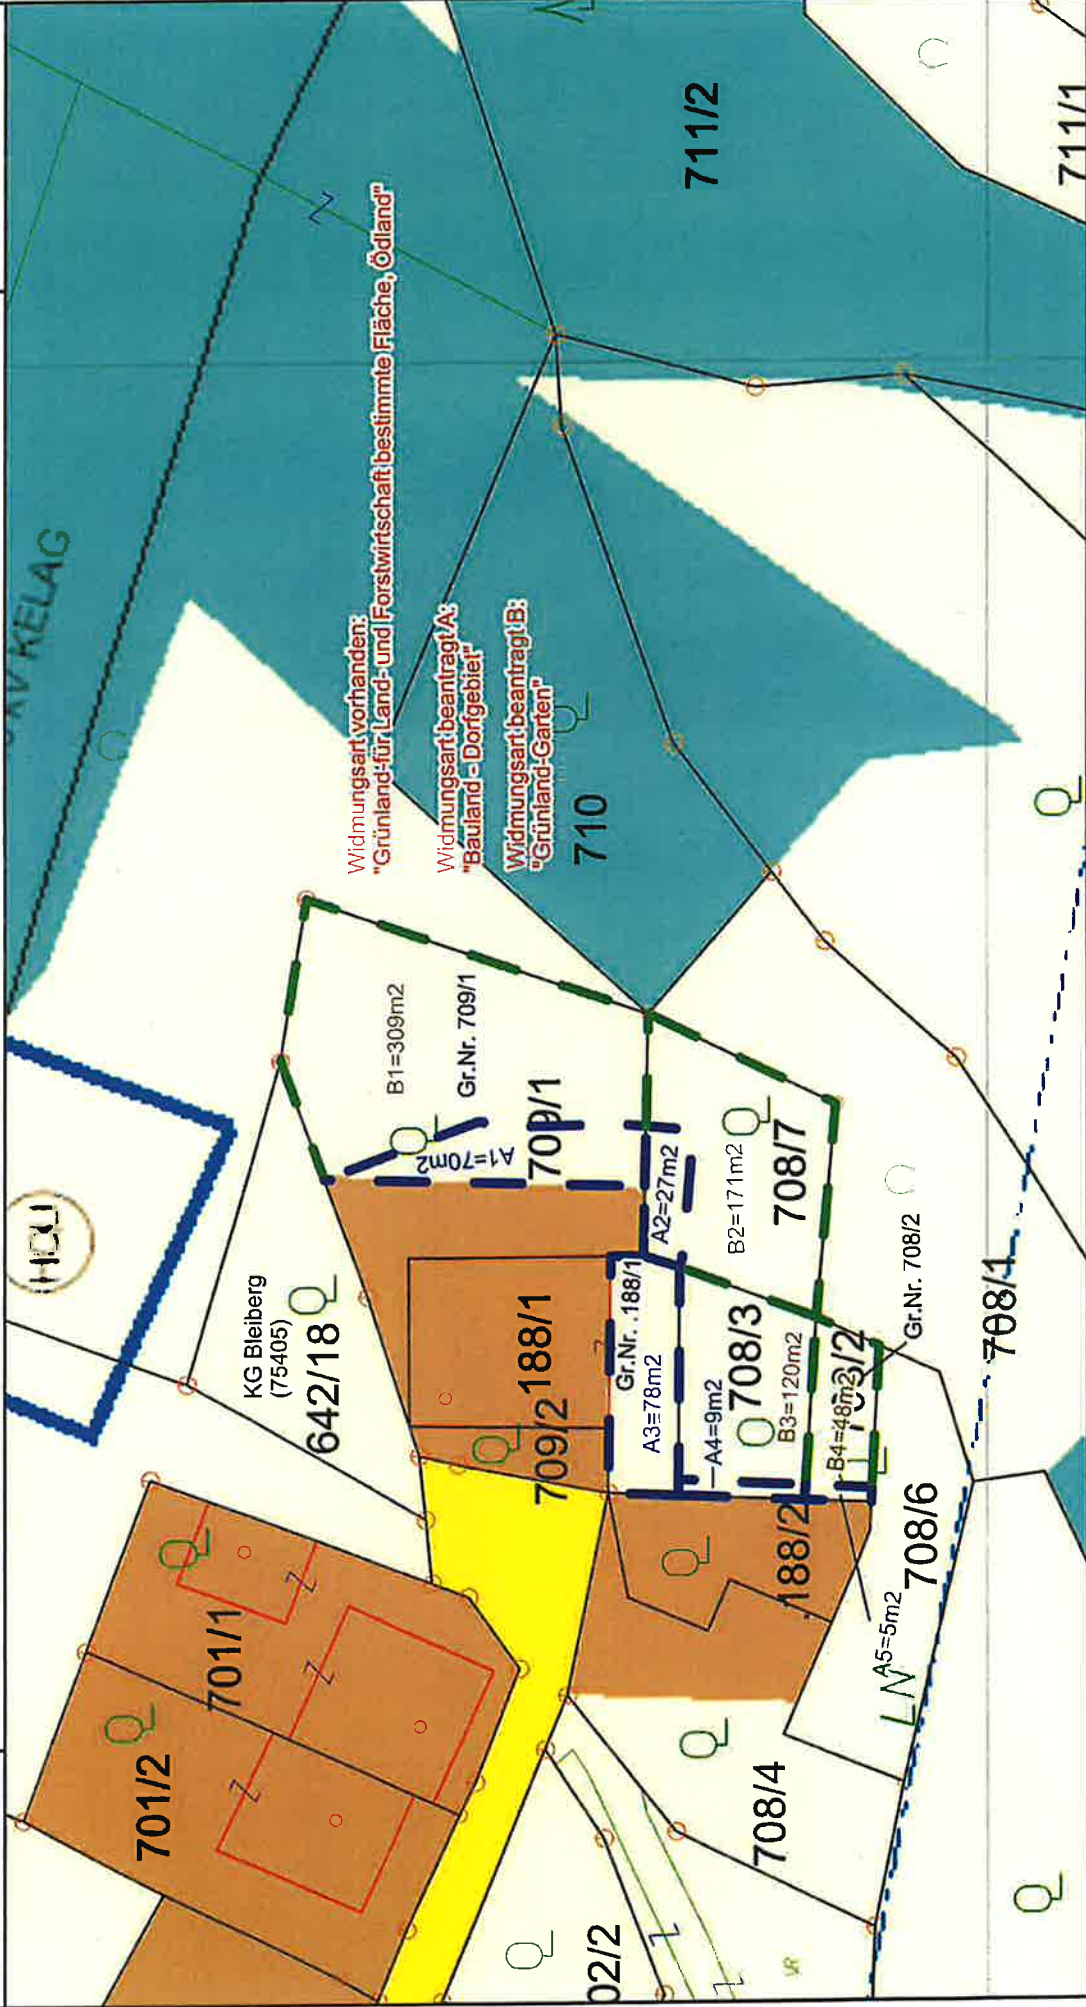 KV KELAG
Widmungsart vorhanden:
"Grünland-für Land- und Forstwirtschaft bestimmte Fläche, Ödland"
Widmungsart beantragt A:
"Bauland - Dorfgebiet"
Widmungsart beantragt B:
"Grünland-Garten"
710
711/2
711/1
KG Bleiberg
(75405)
642/18
B1=309m2
Gr.Nr. 709/1
A1=70m2
709/1
188/1
709/2
Gr.Nr. .188/1
A3=78m2
A2=27m2
B2=171m2
708/7
A4=9m2
708/3
B3=120m2
B4=48m2
Gr.Nr. 708/2
188/2
708/6
A5=5m2
LN
708/1
701/1
701/2
708/4
02/2